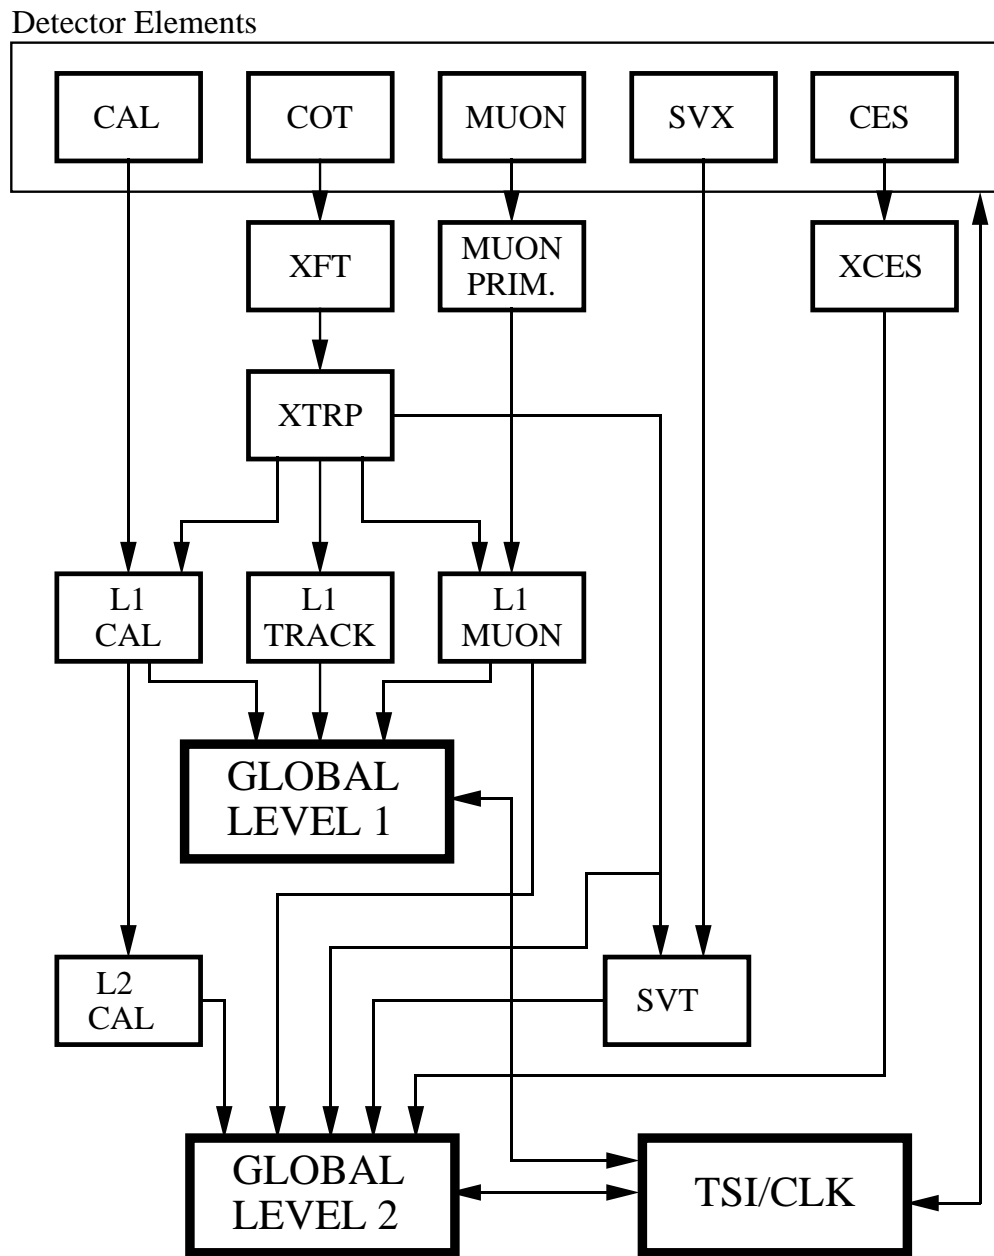 Detector Elements
CAL
COT
MUON
SVX
CES
XFT
MUON
PRIM.
XCES
XTRP
L1
CAL
L1
TRACK
L1
MUON
GLOBAL
LEVEL 1
L2
CAL
SVT
GLOBAL
LEVEL 2
TSI/CLK